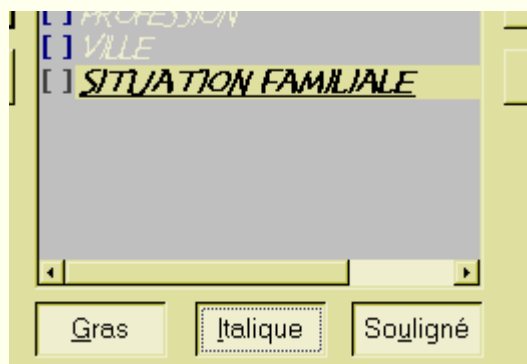 [ ] PROFESSION
[ ] VILLE
[ ] SITUATION FAMILIALE
Gras Italique Souligné